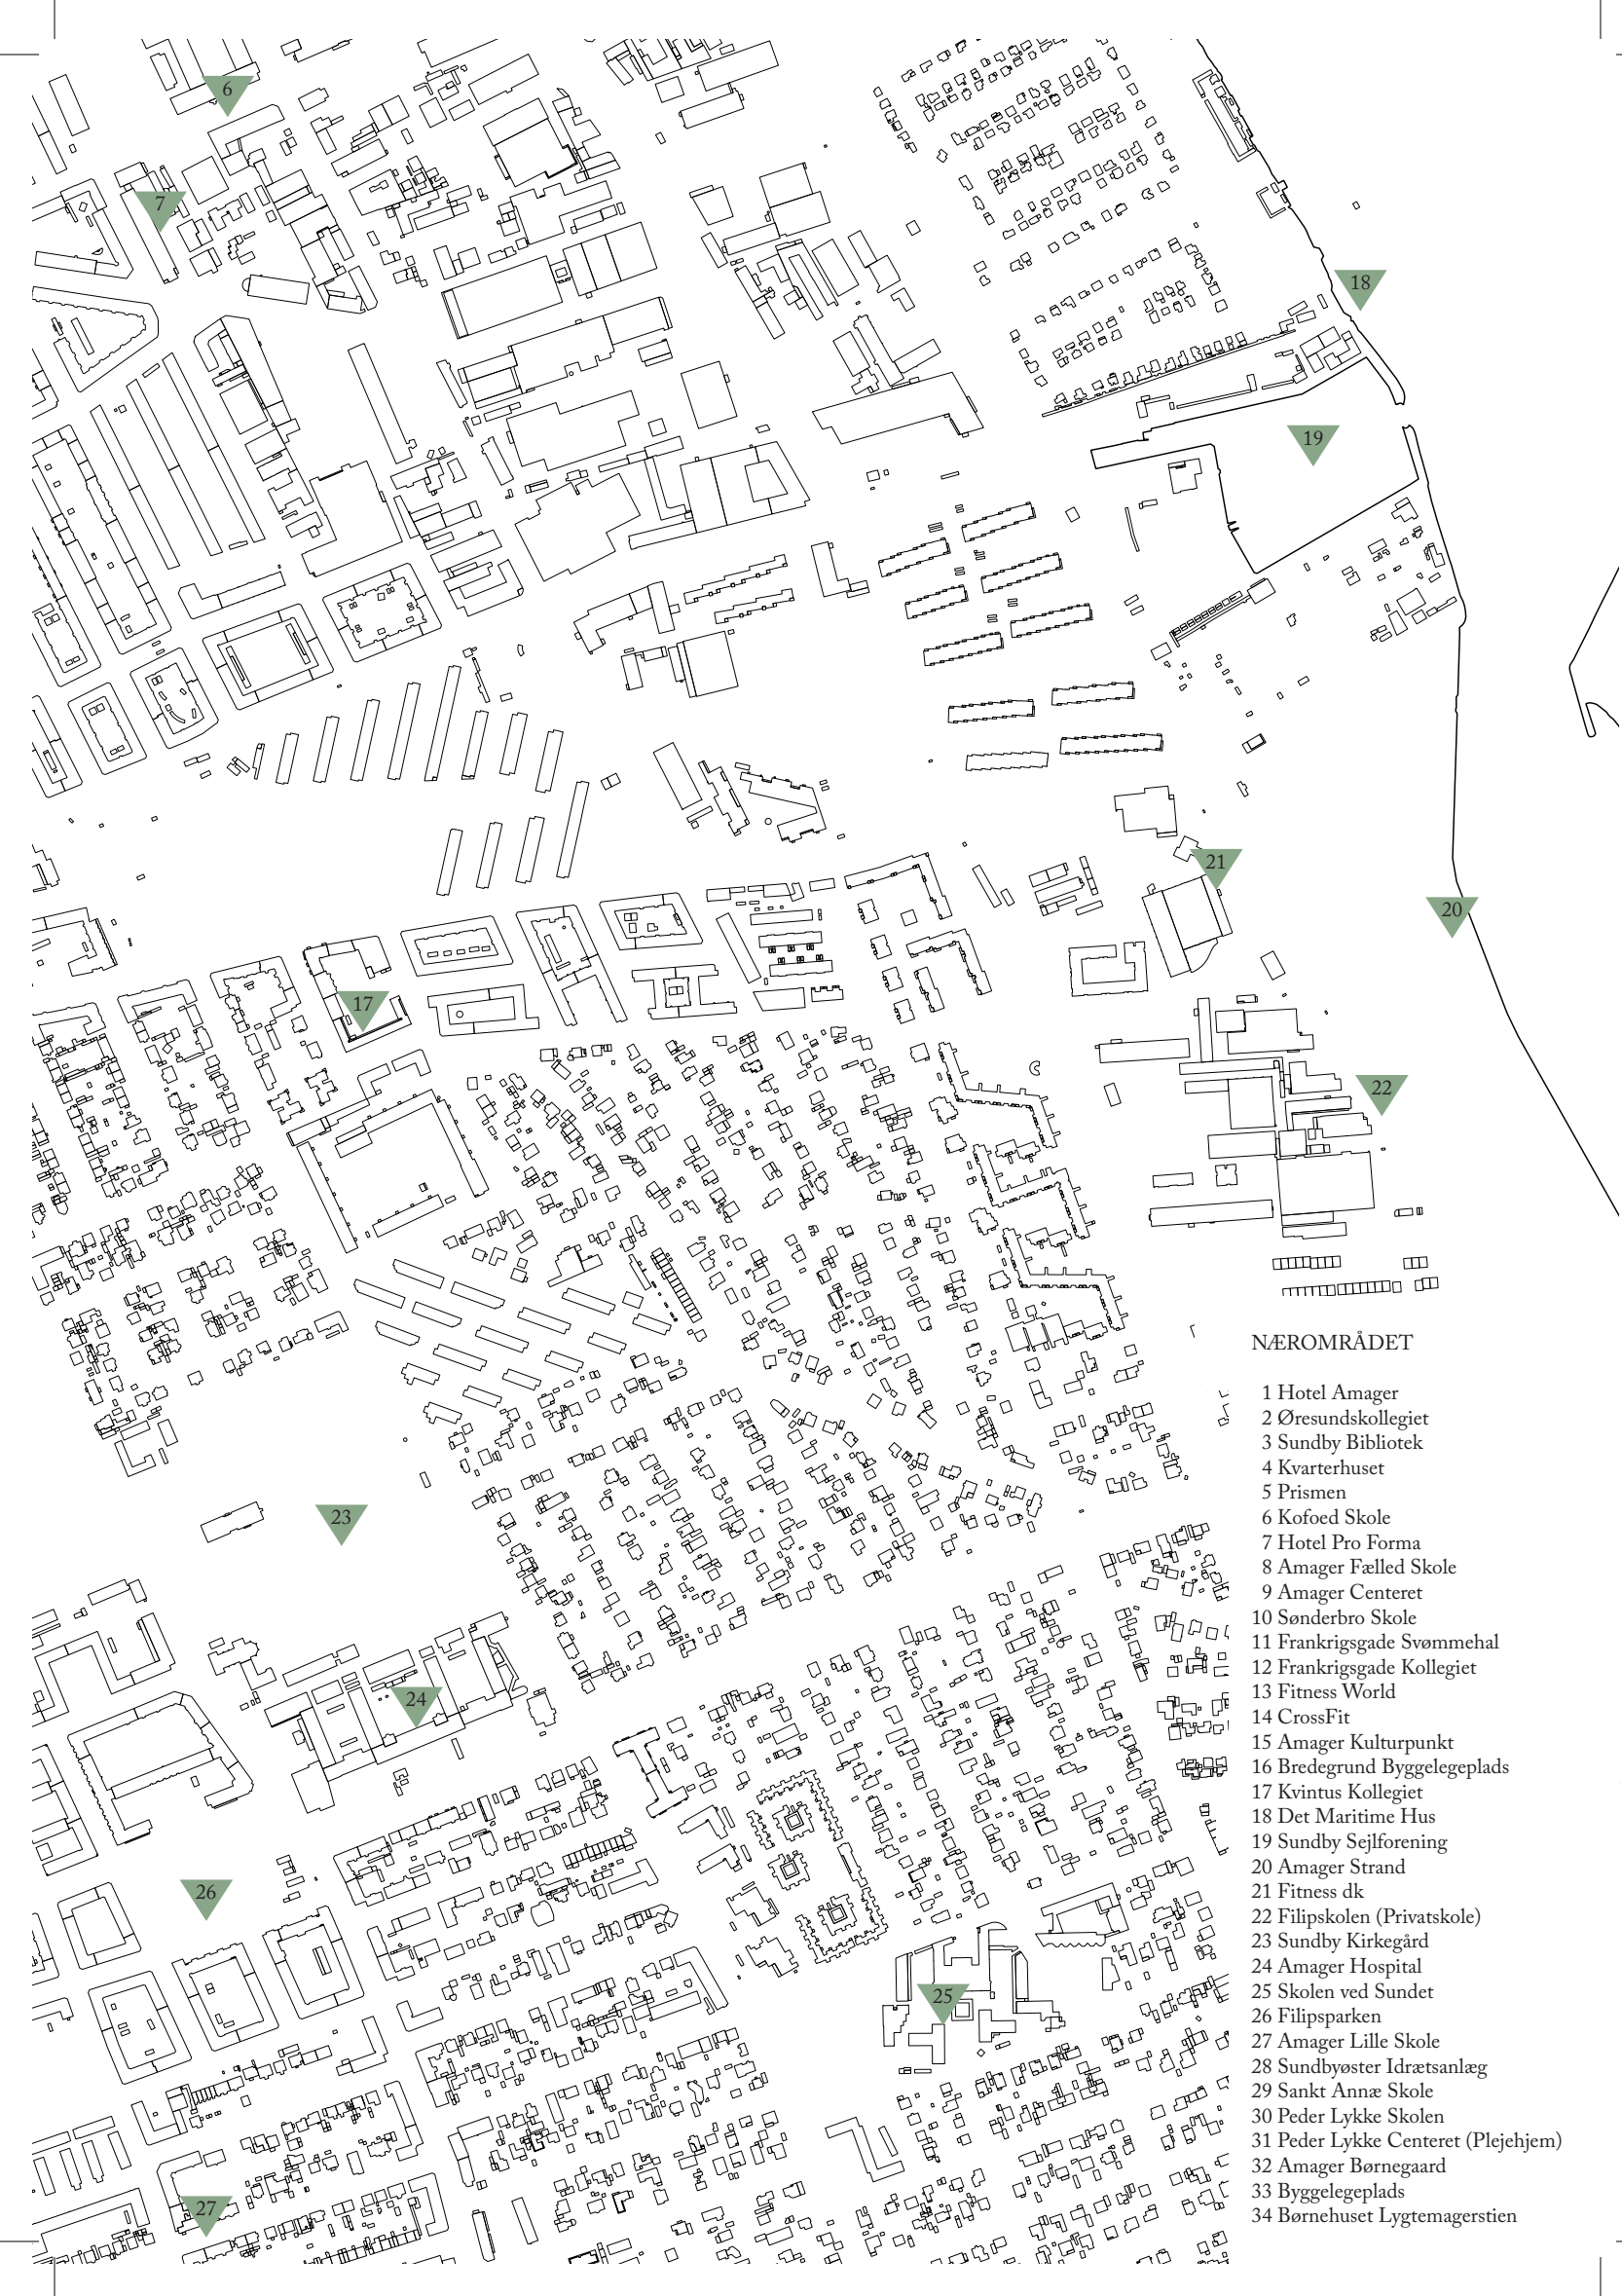 6
7
18
19
21
20
17
22
NÆROMRÅDET
1 Hotel Amager
2 Øresundskollegiet
3 Sundby Bibliotek
4 Kvarterhuset
5 Prismen
6 Kofoed Skole
7 Hotel Pro Forma
8 Amager Fælled Skole
9 Amager Centeret
10 Sønderbro Skole
11 Frankrigsgade Svømmehal
12 Frankrigsgade Kollegiet
13 Fitness World
14 CrossFit
15 Amager Kulturpunkt
16 Bredegrund Byggelegeplads
17 Kvintus Kollegiet
18 Det Maritime Hus
19 Sundby Sejlforening
20 Amager Strand
21 Fitness dk
22 Filipskolen (Privatskole)
23 Sundby Kirkegård
24 Amager Hospital
25 Skolen ved Sundet
26 Filipsparken
27 Amager Lille Skole
28 Sundbyøster Idrætsanlæg
29 Sankt Annæ Skole
30 Peder Lykke Skolen
31 Peder Lykke Centeret (Plejehjem)
32 Amager Børnegaard
33 Byggelegeplads
34 Børnehuset Lygtemagerstien
23
24
26
25
27